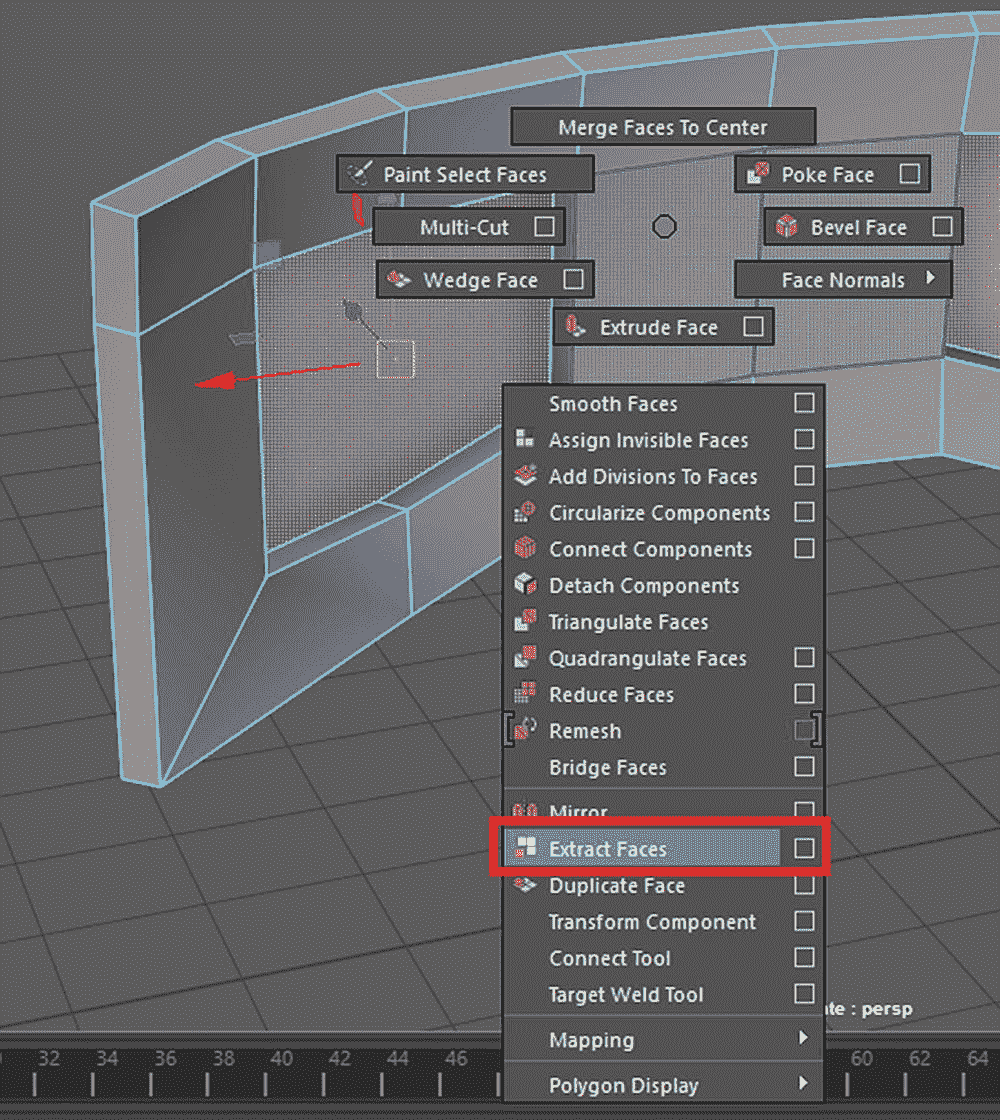 Merge Faces To Center
Paint Select Faces
Poke Face
Multi-Cut
Bevel Face
Wedge Face
Face Normals
Extrude Face
Smooth Faces
Assign Invisible Faces
Add Divisions To Faces
Circularize Components
Connect Components
Detach Components
Triangulate Faces
Quadrangulate Faces
Reduce Faces
Remesh
Bridge Faces
Mirror
Extract Faces
Duplicate Face
Transform Component
Connect Tool
Target Weld Tool
: persp
Mapping
32 34 36 38 40 42 44 46 60 62 64
Polygon Display